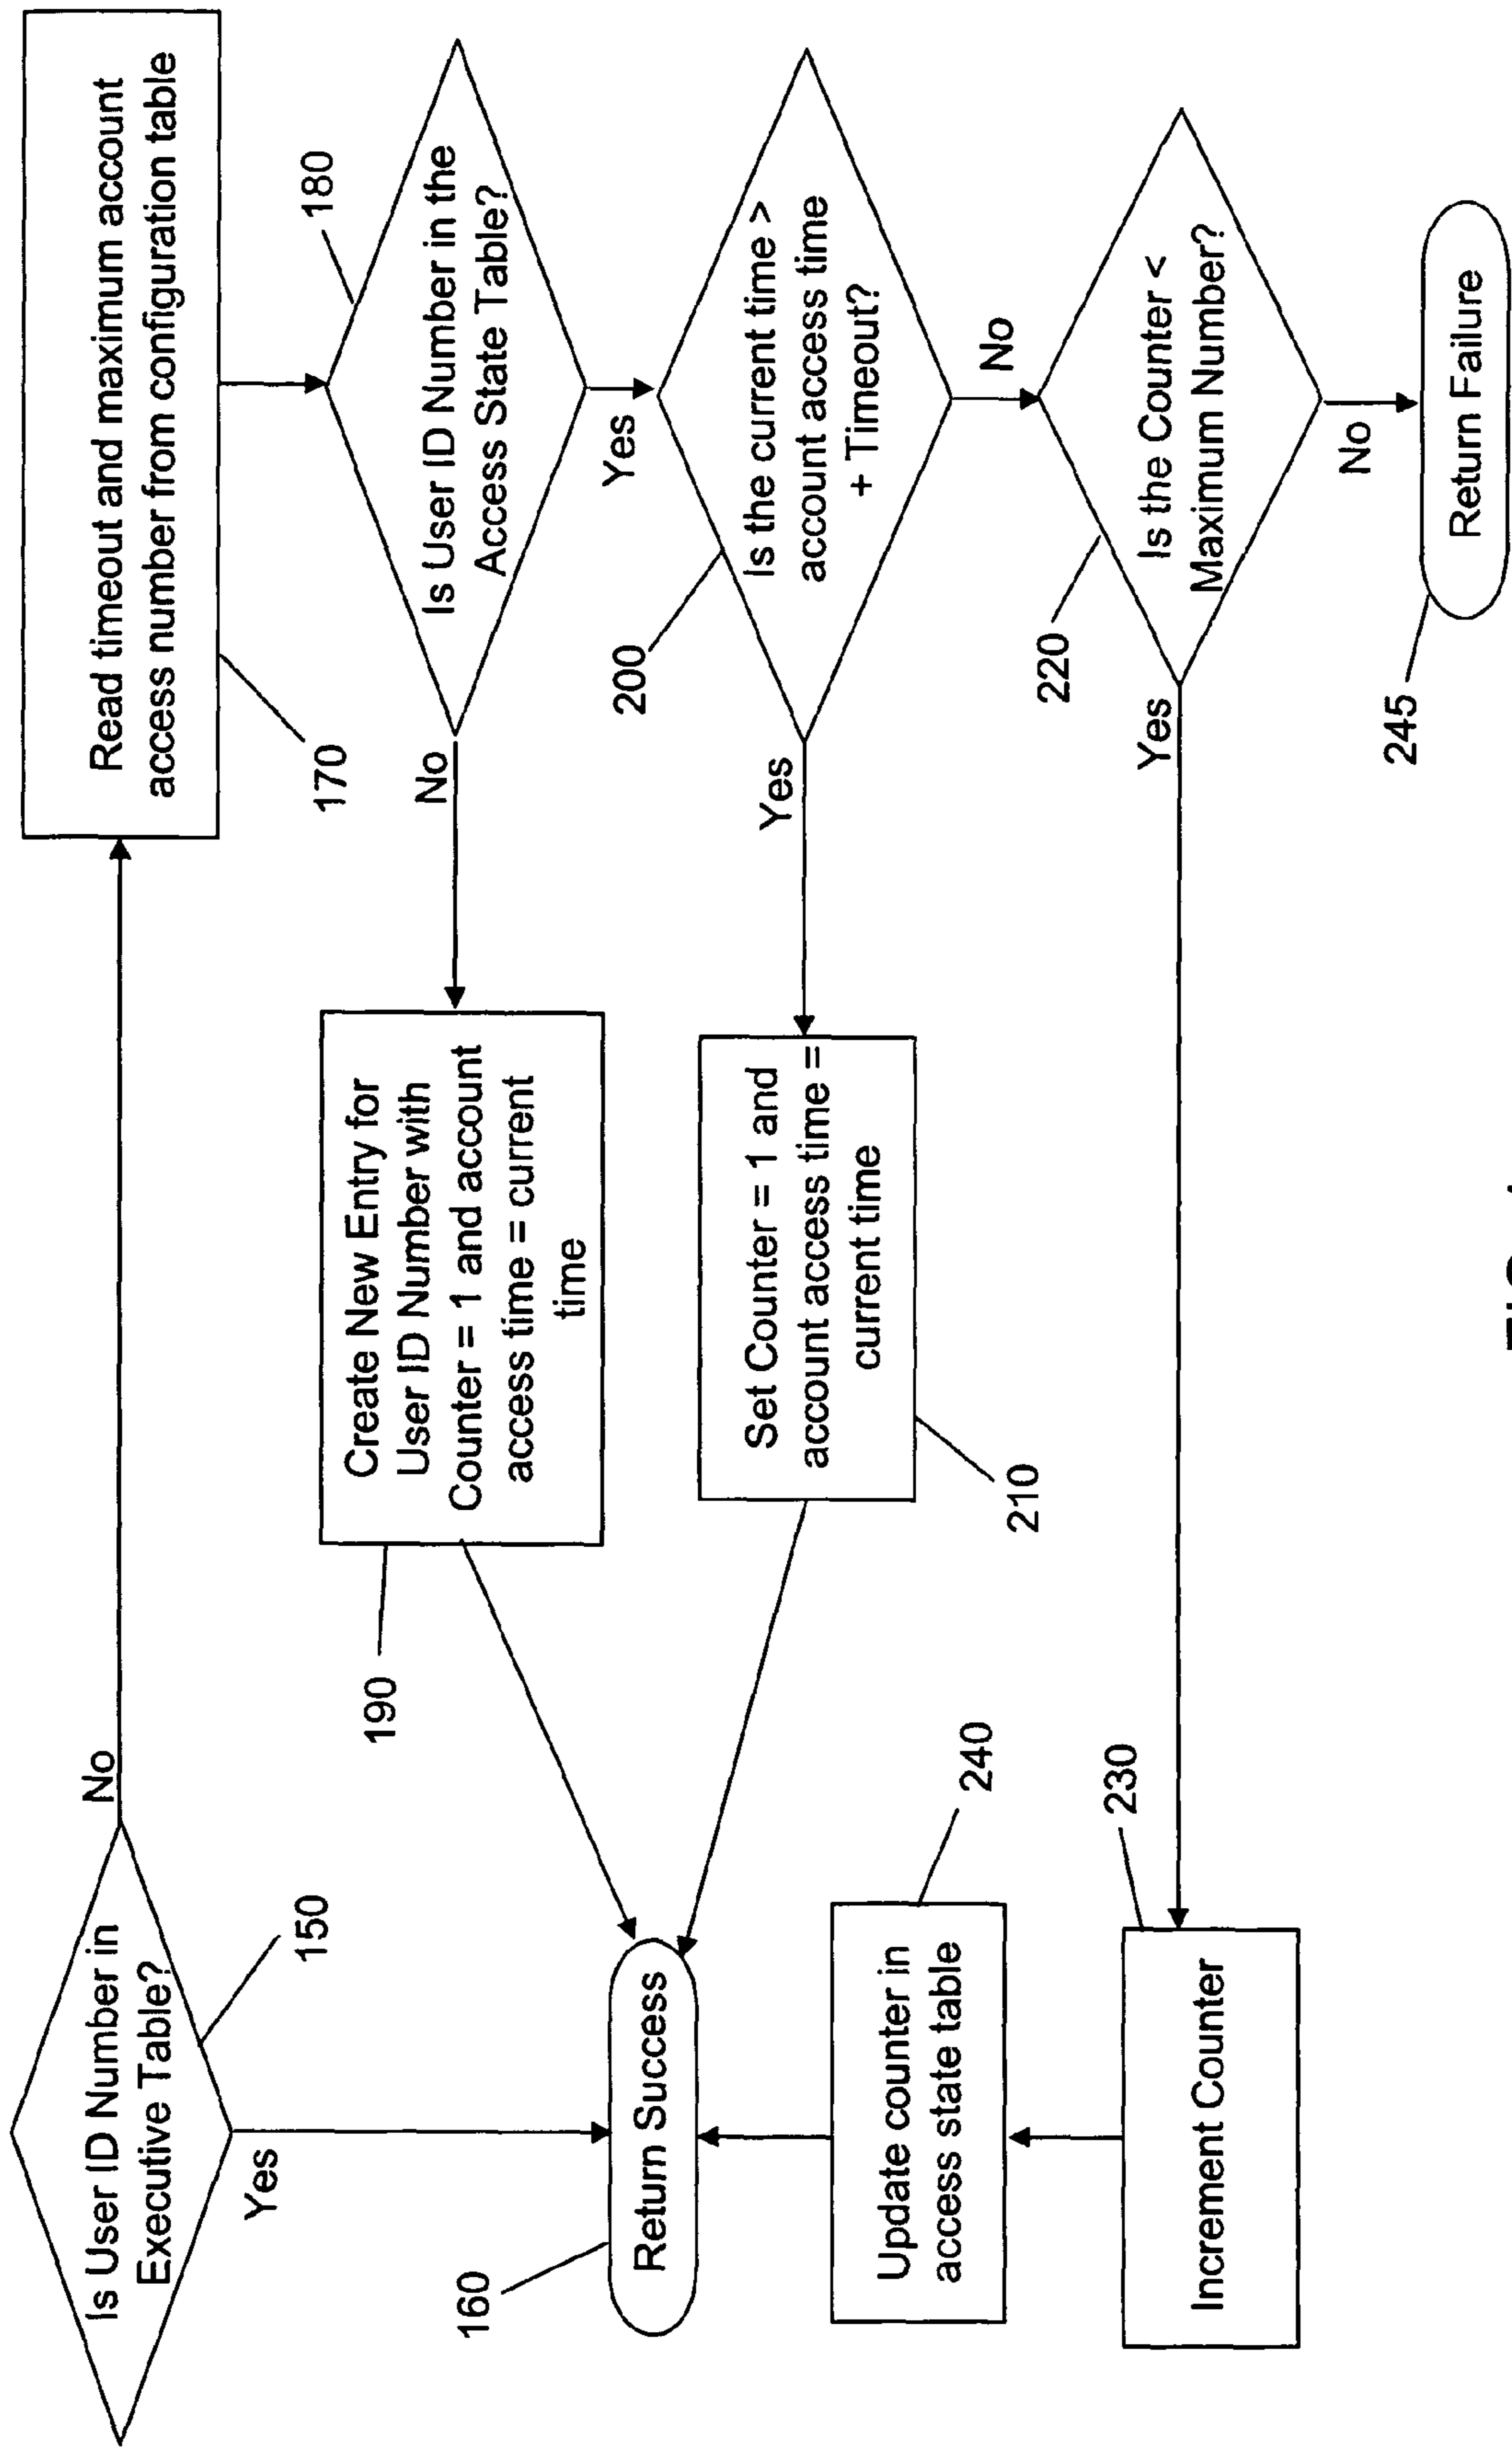 Is User ID Number in
Executive Table?
No
Yes
150
Read timeout and maximum account
access number from configuration table
170
180
Is User ID Number in the
Access State Table?
No
Yes
Create New Entry for
User ID Number with
Counter = 1 and account
access time = current
time
190
160
Return Success
200
Is the current time >
account access time
+ Timeout?
Yes
No
Set Counter = 1 and
account access time =
current time
210
Update counter in
access state table
240
220
Is the Counter <
Maximum Number?
Yes
No
230
Increment Counter
245
Return Failure